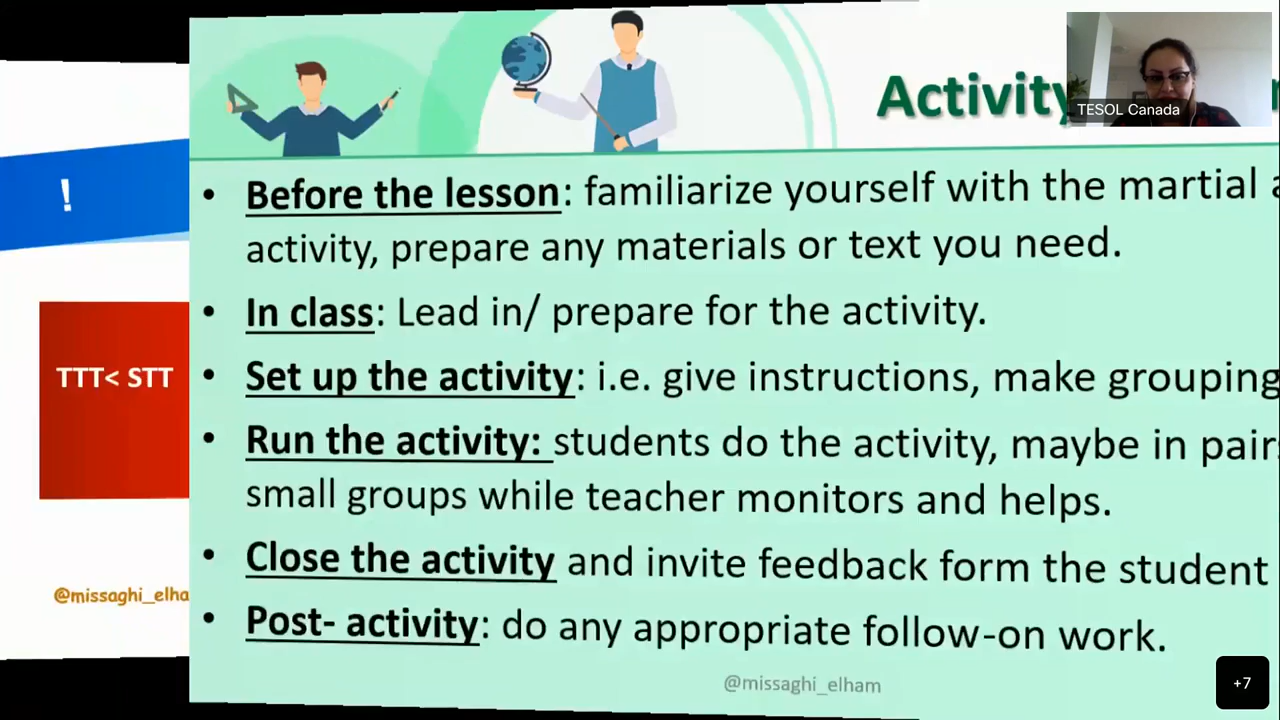 Activity
TESOL Canada
!
TTT< STT
@missaghi_elha
• Before the lesson: familiarize yourself with the martial
activity, prepare any materials or text you need.
• In class: Lead in/ prepare for the activity.
• Set up the activity: i.e. give instructions, make grouping
• Run the activity: students do the activity, maybe in pair
small groups while teacher monitors and helps.
• Close the activity and invite feedback form the student
• Post- activity: do any appropriate follow-on work.
@missaghi_elham
+7